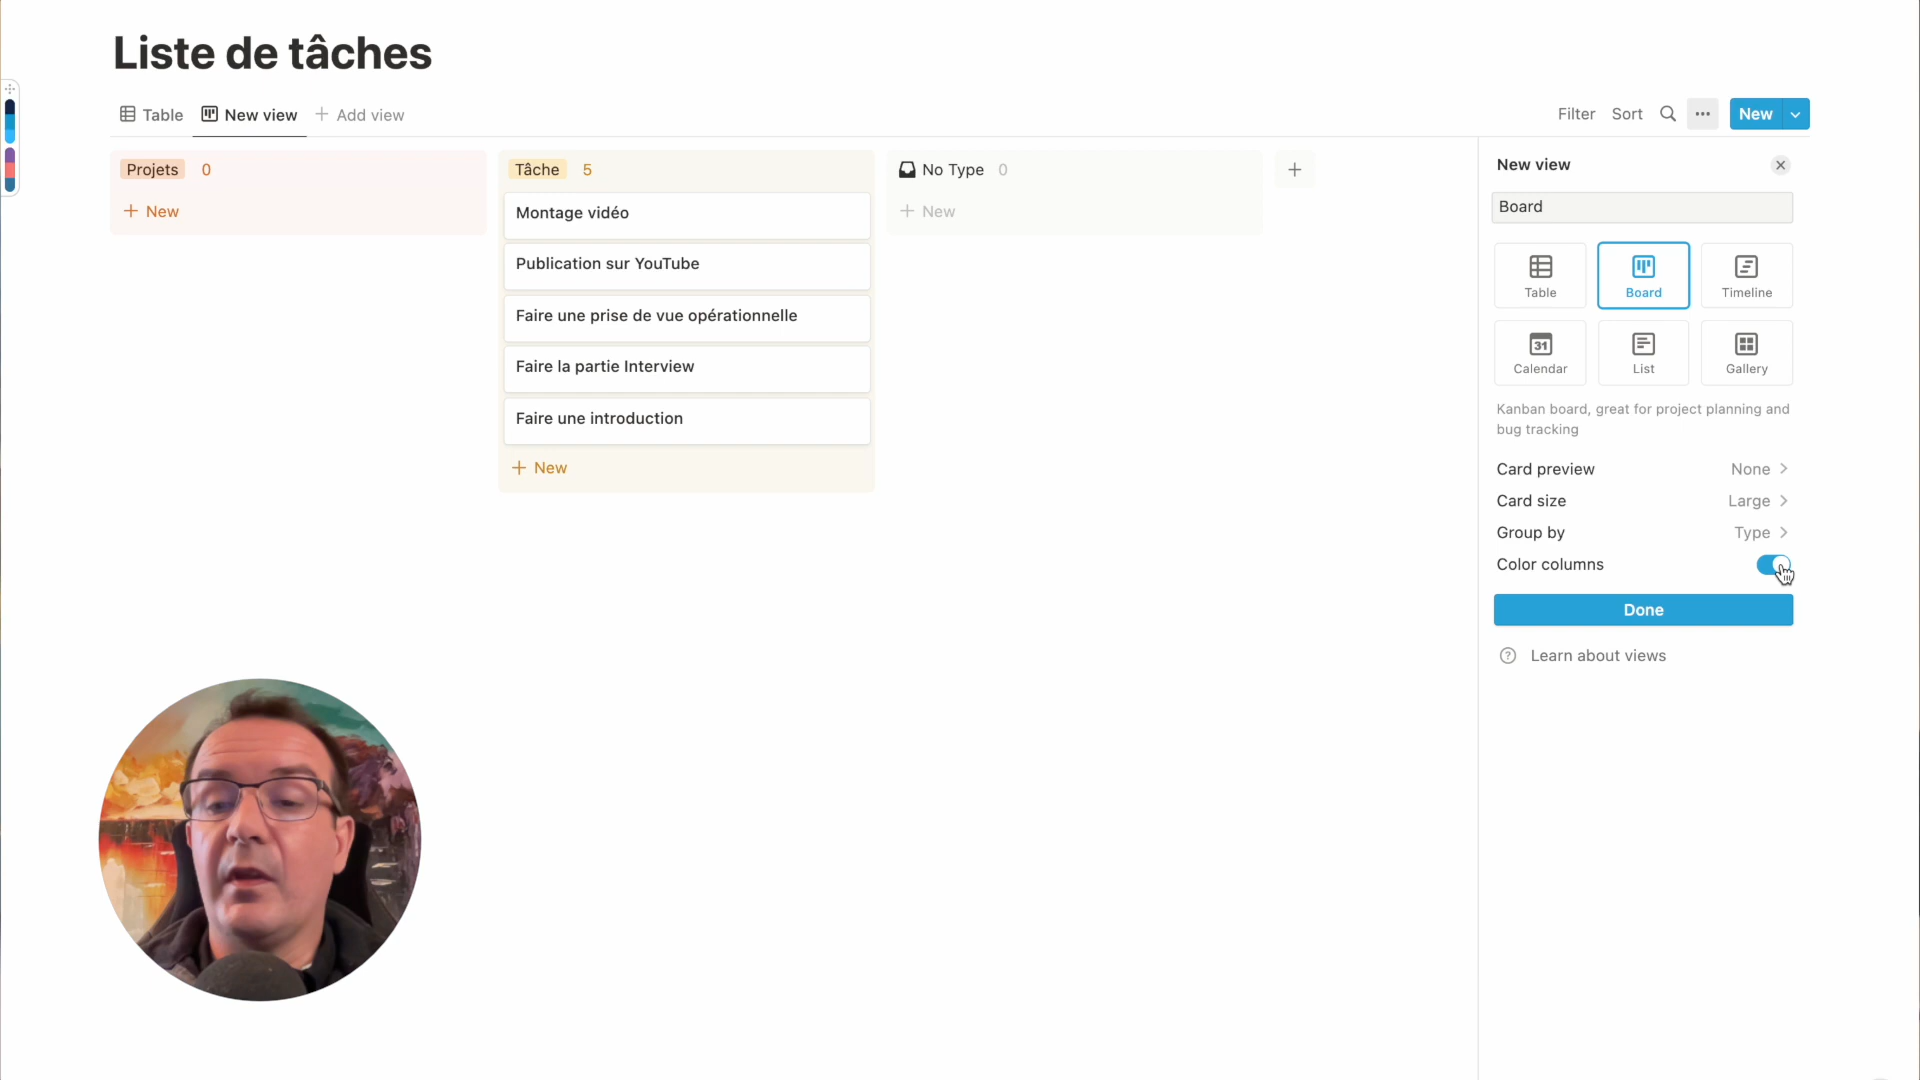 Liste de tâches
Table New view Add view
Filter Sort New
Projets 0
New
Tâche 5
Montage vidéo
Publication sur YouTube
Faire une prise de vue opérationnelle
Faire la partie Interview
Faire une introduction
New
No Type 0
New
New view
Board
Table Board Timeline
31
Calendar List Gallery
Kanban board, great for project planning and
bug tracking
Card preview None
Card size Large
Group by Type
Color columns
Done
Learn about views